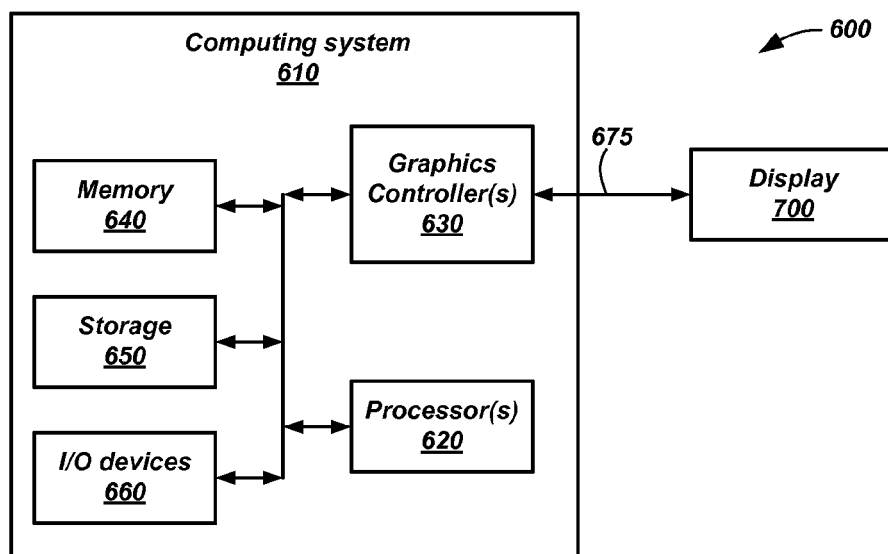 Computing system
610
600
Memory
640
Graphics
Controller(s)
630
675
Display
700
Storage
650
Processor(s)
620
I/O devices
660